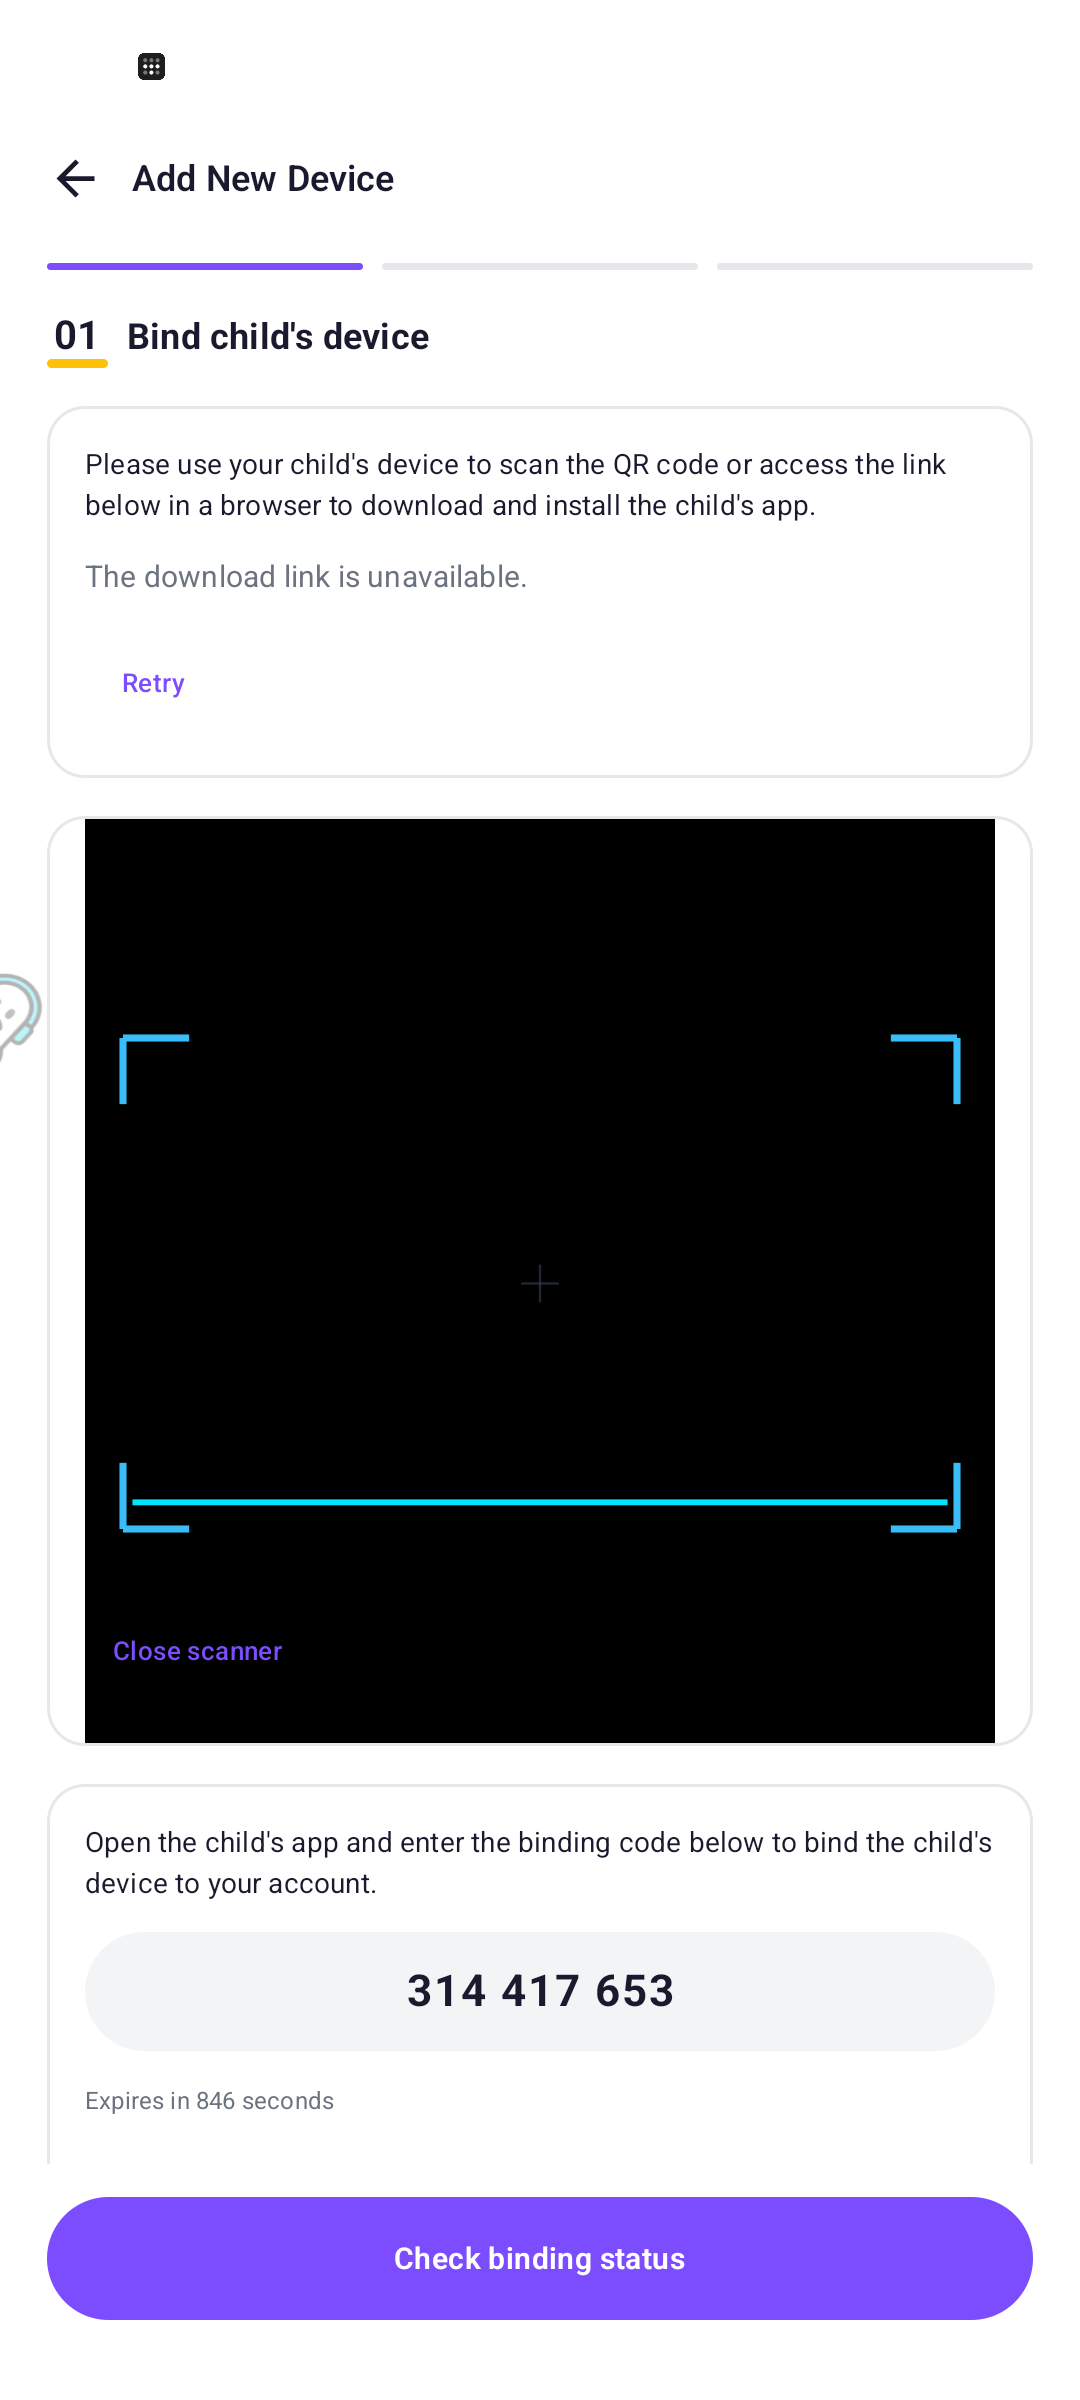 Add New Device
01 Bind child's device
Please use your child's device to scan the QR code or access the link
below in a browser to download and install the child's app.
The download link is unavailable.
Retry
Close scanner
Open the child's app and enter the binding code below to bind the child's
device to your account.
314 417 653
Expires in 846 seconds
Check binding status